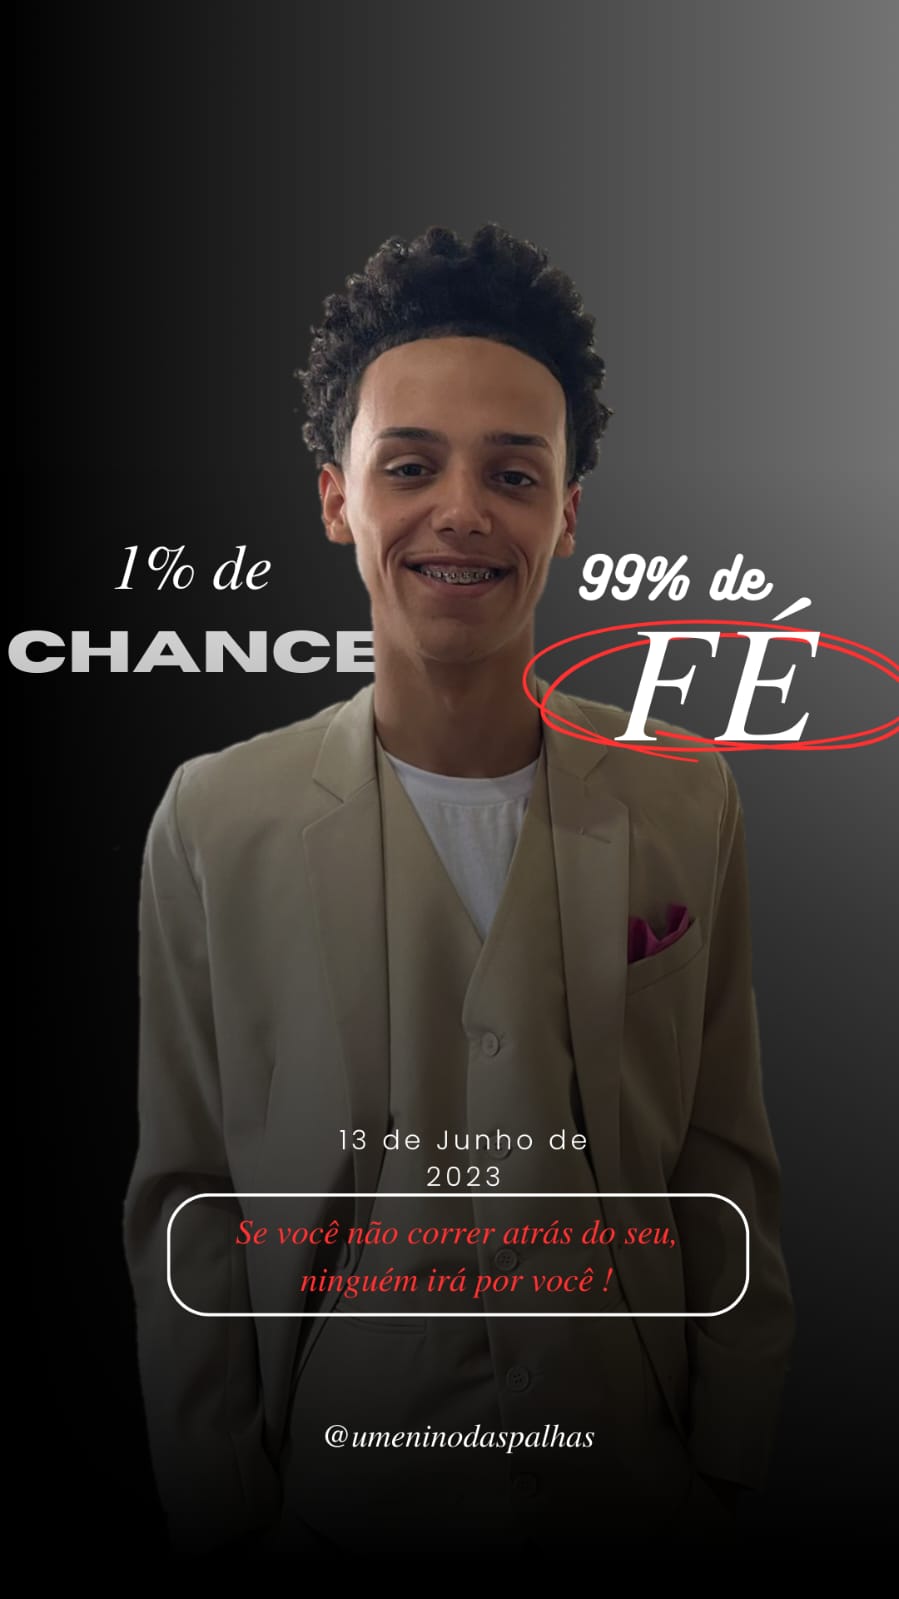 1% de
CHANCE
99% de
FÉ
13 de Junho de
2023
Se você não correr atrás do seu,
ninguém irá por você !
@umeninodaspalhas